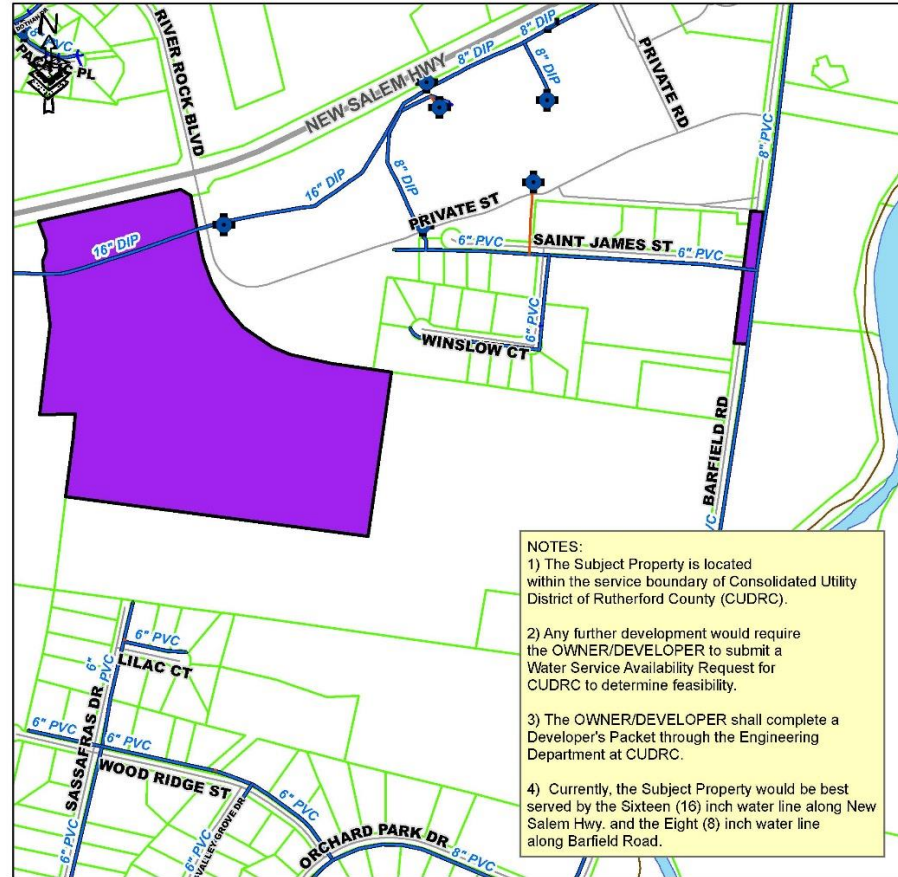 DOTHAN DR
PVC
N
PL
RIVER ROCK BLVD
NEW SALEM HWY
8" DIP
8" DIP
8" DIP
PRIVATE RD
8" PVC
16" DIP
8" DIP
PRIVATE ST
16" DIP
6" PVC
SAINT JAMES ST
6" PVC
6" PVC
WINSLOW CT
BARFIELD RD
NOTES:
1) The Subject Property is located
within the service boundary of Consolidated Utility
District of Rutherford County (CUDRC).
2) Any further development would require
the OWNER/DEVELOPER to submit a
Water Service Availability Request for
CUDRC to determine feasibility.
3) The OWNER/DEVELOPER shall complete a
Developer's Packet through the Engineering
Department at CUDRC.
4) Currently, the Subject Property would be best
served by the Sixteen (16) inch water line along New
Salem Hwy. and the Eight (8) inch water line
along Barfield Road.
6" PVC
6" PVC
LILAC CT
SASSAFRAS DR
6" PVC
6" PVC
WOOD RIDGE ST
6" PVC
VALLEY GROVE DR
ORCHARD PARK DR
6" PVC
8" PVC